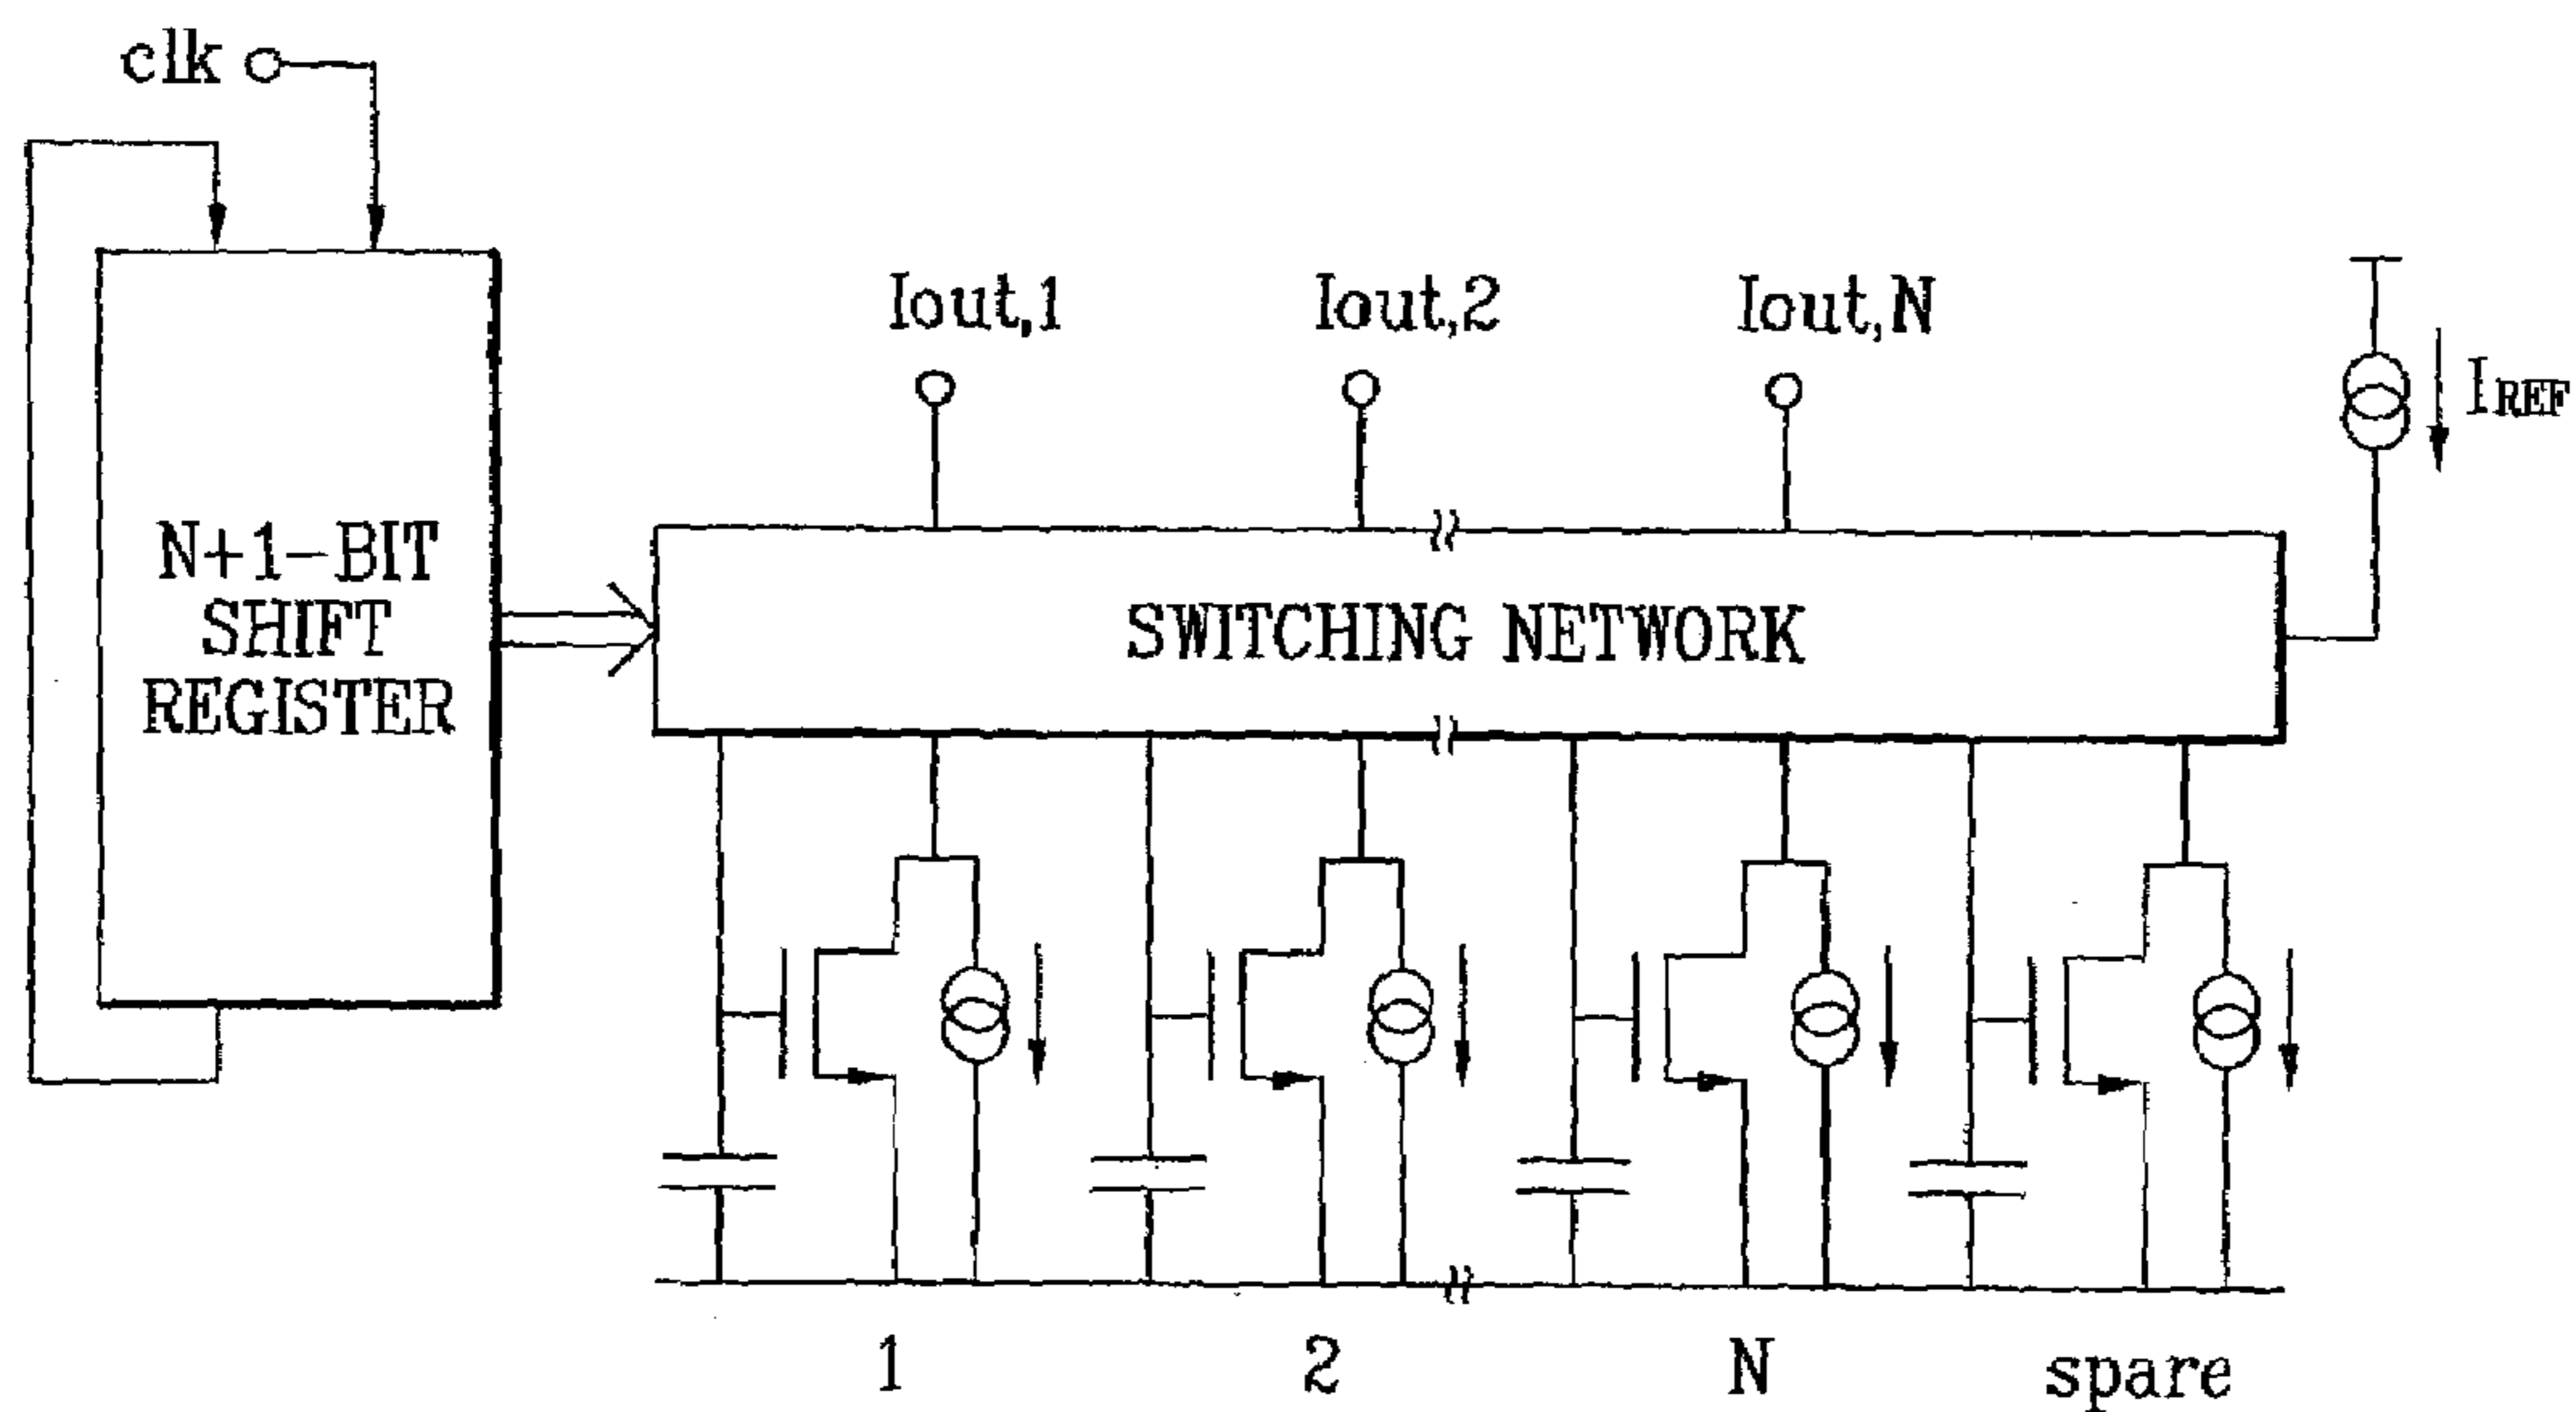 clk
Iout,1
Iout,2
Iout,N
IREF
N+1-BIT
SHIFT
REGISTER
SWITCHING NETWORK
1
2
N
spare